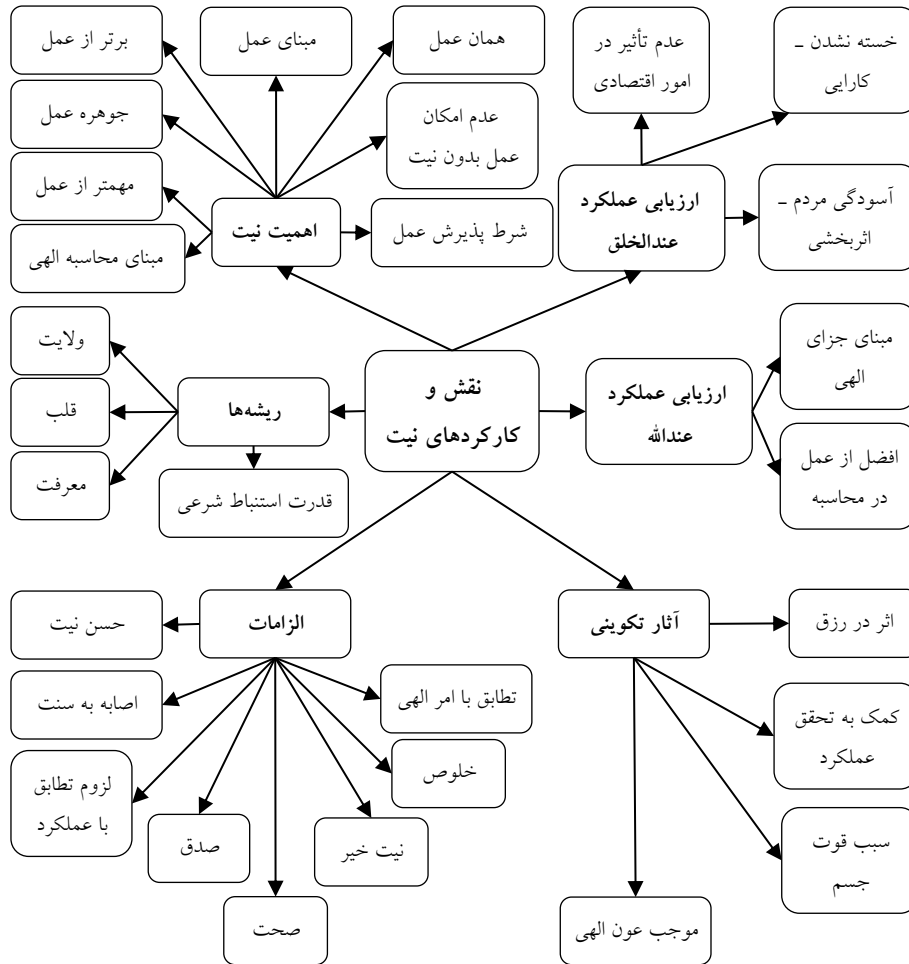 خسته نشدن ـ
کارایی
عدم تأثیر در
امور اقتصادی
همان عمل
مبنای عمل
برتر از عمل
جوهره عمل
عدم امکان
عمل بدون نیت
مهمتر از عمل
آسودگی مردم ـ
اثربخشی
ارزیابی عملکرد
عندالخلق
شرط پذیرش عمل
اهمیت نیت
مبنای محاسبه الهی
مبنای جزای
الهی
ارزیابی عملکرد
عندالله
نقش و
کارکردهای نیت
ریشه‌ها
ولایت
قلب
معرفت
افضل از عمل
در محاسبه
قدرت استنباط شرعی
اثر در رزق
آثار تکوینی
الزامات
حسن نیت
تطابق با امر الهی
اصابه به سنت
کمک به تحقق
عملکرد
خلوص
لزوم تطابق
با عملکرد
نیت خیر
صدق
سبب قوت
جسم
موجب عون الهی
صحت